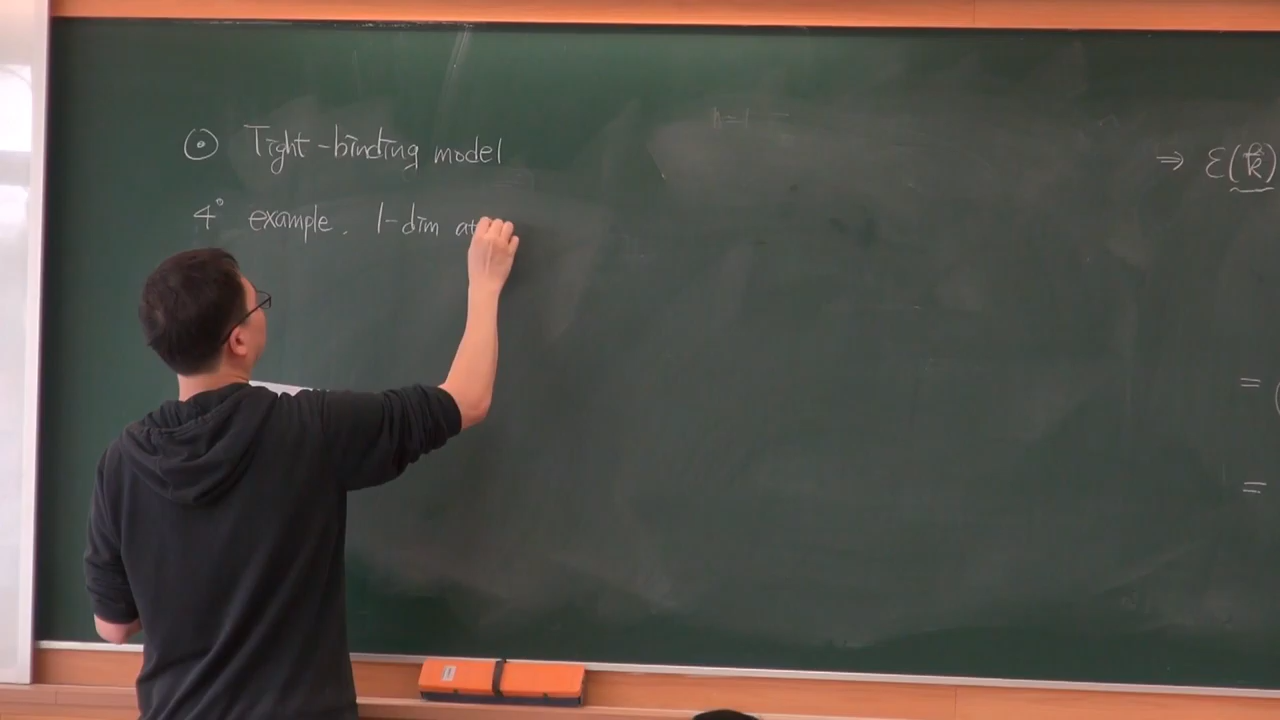 ⊙ Tight-binding model
4° example. 1-dim at
⇒ ε(k)
=
=